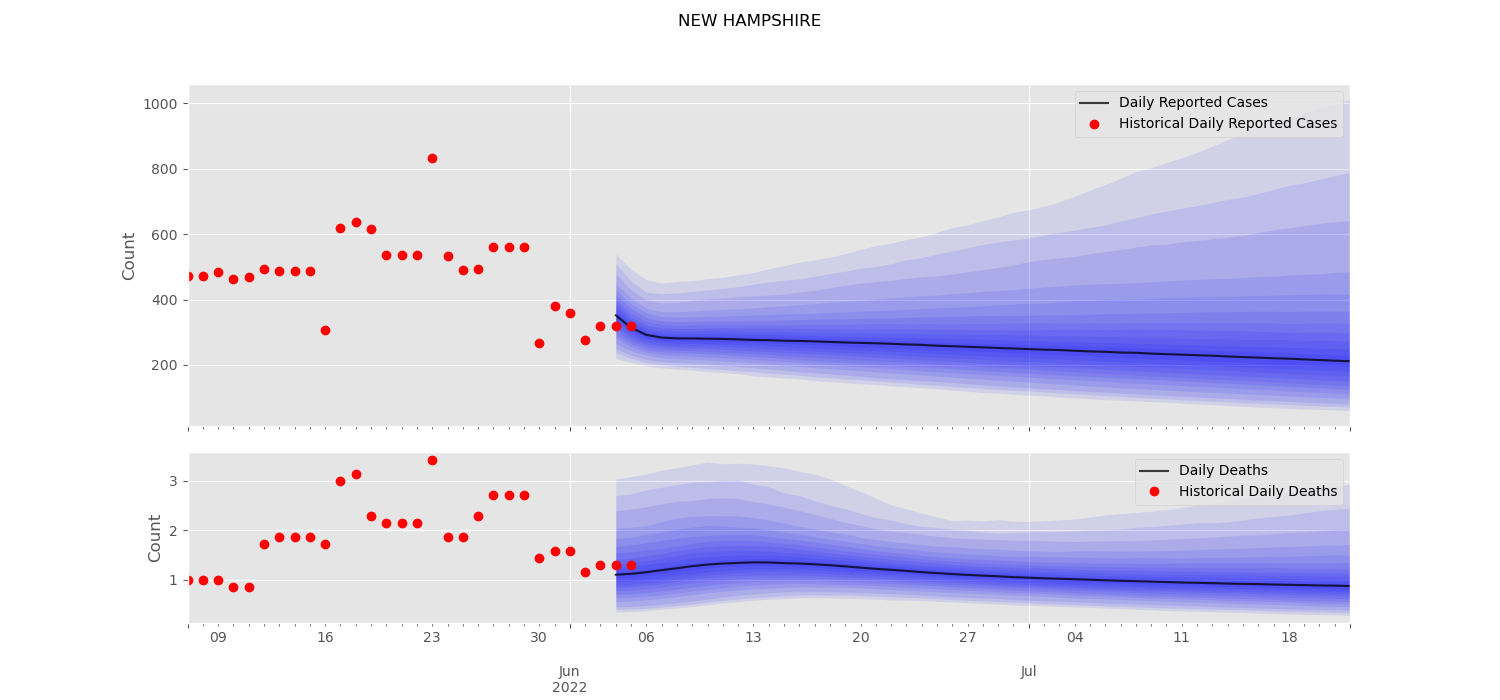 NEW HAMPSHIRE
1000
800
600
400
200
Count
Daily Reported Cases
Historical Daily Reported Cases
3
2
1
Count
Daily Deaths
Historical Daily Deaths
09 16 23 30 06 13 20 27 04 11 18
Jun Jul
2022